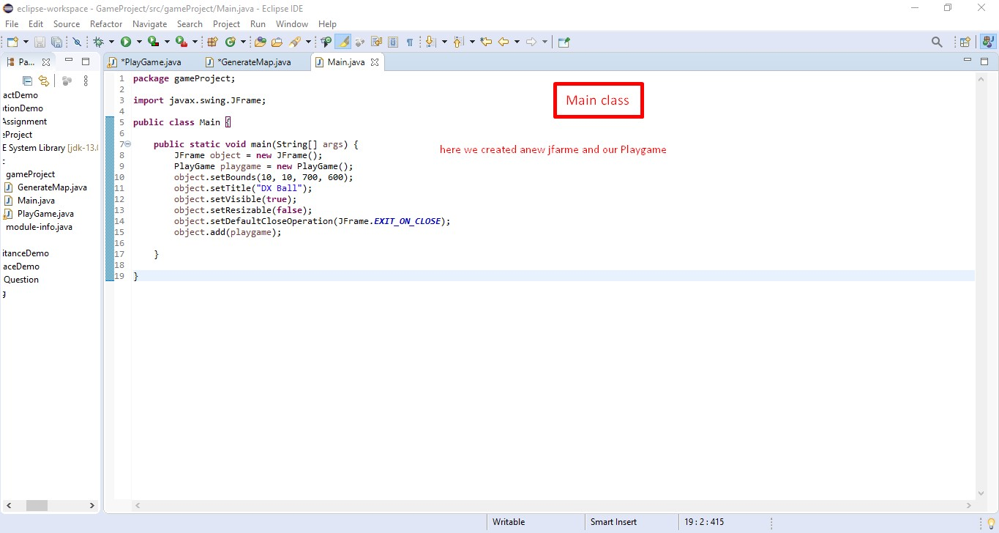 eclipse-workspace - GameProject/src/gameProject/Main.java - Eclipse IDE
File Edit Source Refactor Navigate Search Project Run Window Help
Pa... *PlayGame.java *GenerateMap.java Main.java
actDemo
otionDemo
Assignment
eProject
E System Library [jdk-13.0
gameProject
GenerateMap.java
Main.java
PlayGame.java
module-info.java
itanceDemo
aceDemo
Question
g
1 package gameProject;
2
3 import javax.swing.JFrame;
4
5 public class Main {
6
7 public static void main(String[] args) {
8 JFrame object = new JFrame();
9 PlayGame playgame = new PlayGame();
10 object.setBounds(10, 10, 700, 600);
11 object.setTitle("DX Ball");
12 object.setVisible(true);
13 object.setResizable(false);
14 object.setDefaultCloseOperation(JFrame.EXIT_ON_CLOSE);
15 object.add(playgame);
16
17 }
18
19 }
Main class
here we created anew jfarme and our Playgame
Writable Smart Insert 19 : 2 : 415